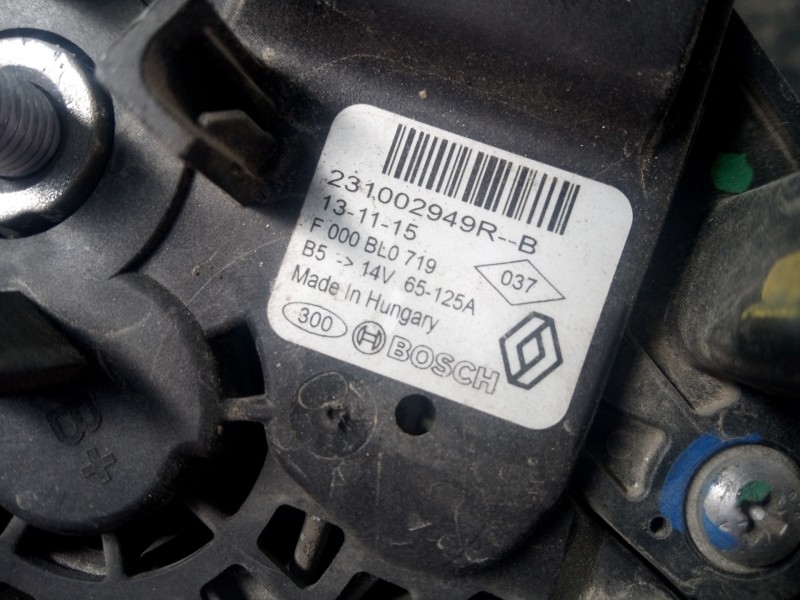 231002949R--B
13-11-15
F 000 BL0 719
B5 -> 14V 65-125A
037
Made In Hungary
300 BOSCH
B+